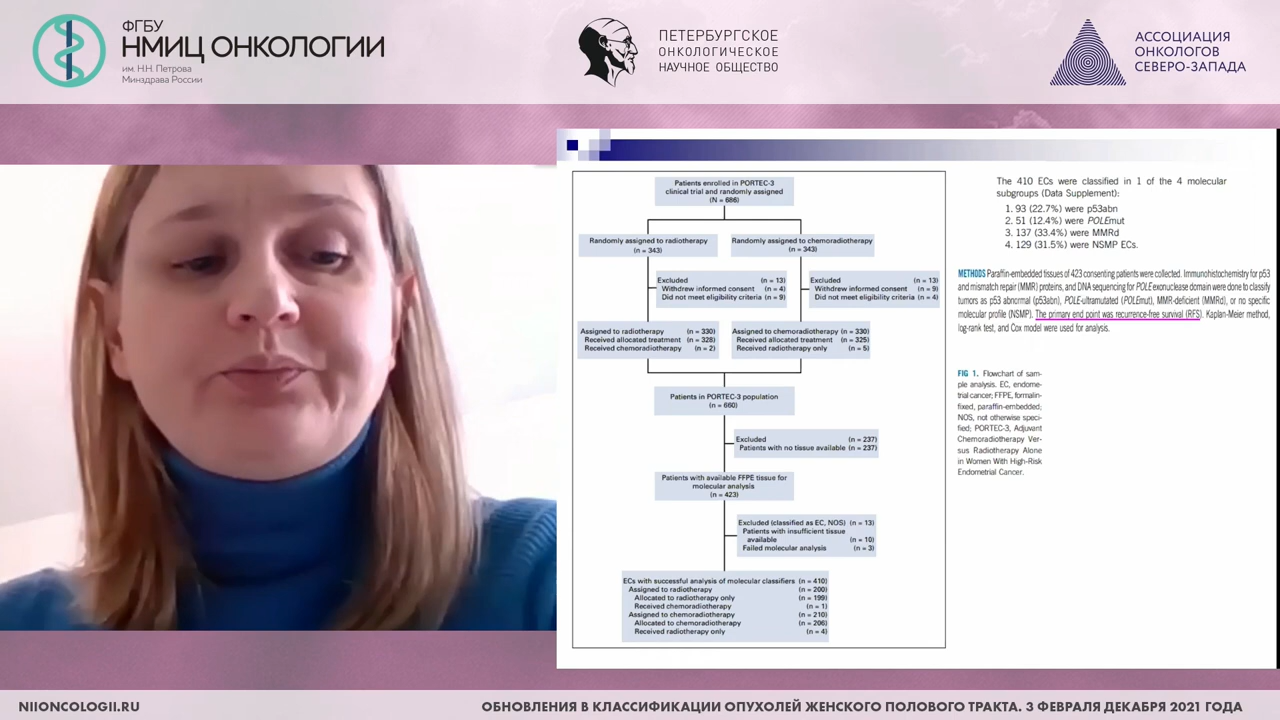 ФГБУ
НМИЦ ОНКОЛОГИИ
им. Н.Н. Петрова
Минздрава России
ПЕТЕРБУРГСКОЕ
ОНКОЛОГИЧЕСКОЕ
НАУЧНОЕ ОБЩЕСТВО
АССОЦИАЦИЯ
ОНКОЛОГОВ
СЕВЕРО-ЗАПАДА
Patients enrolled in PORTEC-3
clinical trial and randomly assigned
(N = 686)
Randomly assigned to radiotherapy
(n = 343)
Randomly assigned to chemoradiotherapy
(n = 343)
Excluded (n = 13)
Withdrew informed consent (n = 4)
Did not meet eligibility criteria (n = 9)
Excluded (n = 13)
Withdrew informed consent (n = 9)
Did not meet eligibility criteria (n = 4)
Assigned to radiotherapy (n = 330)
Received allocated treatment (n = 328)
Received chemoradiotherapy (n = 2)
Assigned to chemoradiotherapy (n = 330)
Received allocated treatment (n = 325)
Received radiotherapy only (n = 5)
Patients in PORTEC-3 population
(n = 660)
Excluded (n = 237)
Patients with no tissue available (n = 237)
Patients with available FFPE tissue for
molecular analysis
(n = 423)
Excluded (classified as EC, NOS) (n = 13)
Patients with insufficient tissue
available (n = 10)
Failed molecular analysis (n = 3)
ECs with successful analysis of molecular classifiers (n = 410)
Assigned to radiotherapy (n = 200)
Allocated to radiotherapy only (n = 199)
Received chemoradiotherapy (n = 1)
Assigned to chemoradiotherapy (n = 210)
Allocated to chemoradiotherapy (n = 206)
Received radiotherapy only (n = 4)
The 410 ECs were classified in 1 of the 4 molecular
subgroups (Data Supplement):
1. 93 (22.7%) were p53abn
2. 51 (12.4%) were POLEmut
3. 137 (33.4%) were MMRd
4. 129 (31.5%) were NSMP ECs.
METHODS Paraffin-embedded tissues of 423 consenting patients were collected. Immunohistochemistry for p53
and mismatch repair (MMR) proteins, and DNA sequencing for POLE exonuclease domain were done to classify
tumors as p53 abnormal (p53abn), POLE-ultramutated (POLEmut), MMR-deficient (MMRd), or no specific
molecular profile (NSMP). The primary end point was recurrence-free survival (RFS). Kaplan-Meier method,
log-rank test, and Cox model were used for analysis.
FIG 1. Flowchart of sam-
ple analysis. EC, endome-
trial cancer; FFPE, formalin-
fixed, paraffin-embedded;
NOS, not otherwise speci-
fied; PORTEC-3, Adjuvant
Chemoradiotherapy Ver-
sus Radiotherapy Alone
in Women With High-Risk
Endometrial Cancer.
NIIONCOLOGII.RU
ОБНОВЛЕНИЯ В КЛАССИФИКАЦИИ ОПУХОЛЕЙ ЖЕНСКОГО ПОЛОВОГО ТРАКТА. 3 ФЕВРАЛЯ ДЕКАБРЯ 2021 ГОДА